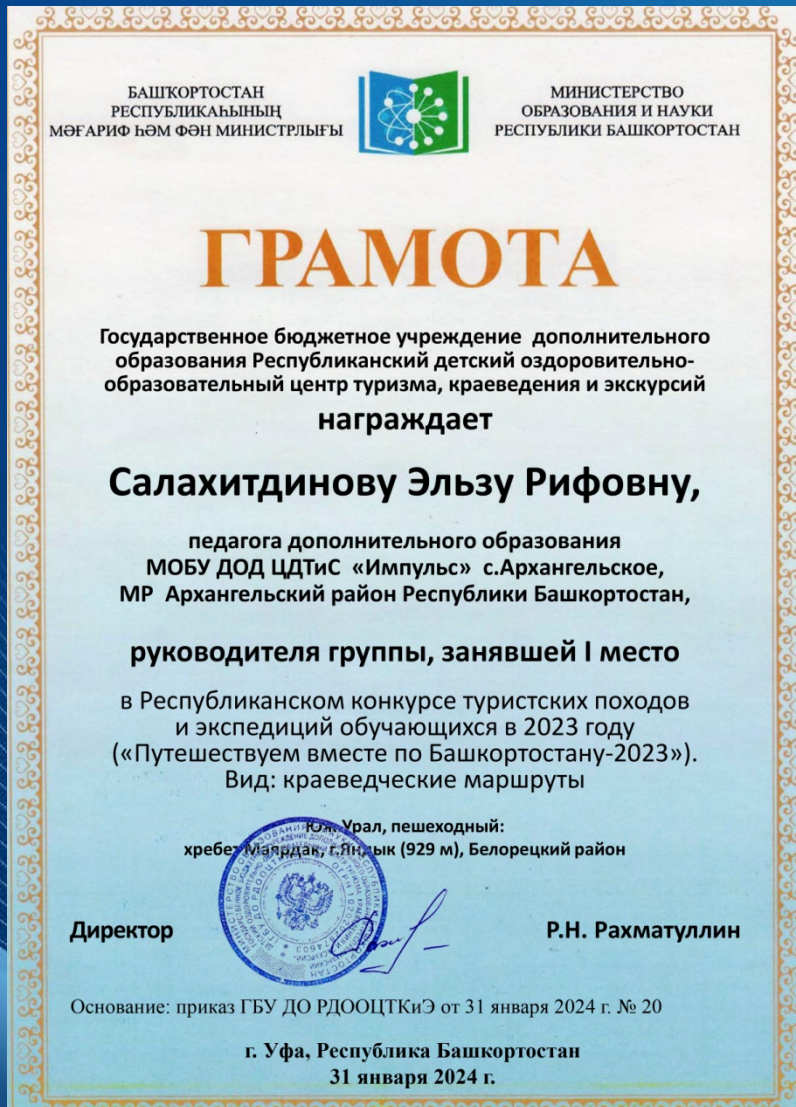 БАШҠОРТОСТАН
РЕСПУБЛИКАҺЫНЫҢ
МӘҒАРИФ ҺӘМ ФӘН МИНИСТРЛЫҒЫ
МИНИСТЕРСТВО
ОБРАЗОВАНИЯ И НАУКИ
РЕСПУБЛИКИ БАШКОРТОСТАН
ГРАМОТА
Государственное бюджетное учреждение дополнительного
образования Республиканский детский оздоровительно-
образовательный центр туризма, краеведения и экскурсий
награждает
Салахитдинову Эльзу Рифовну,
педагога дополнительного образования
МОБУ ДОД ЦДТиС «Импульс» с.Архангельское,
МР Архангельский район Республики Башкортостан,
руководителя группы, занявшей I место
в Республиканском конкурсе туристских походов
и экспедиций обучающихся в 2023 году
(«Путешествуем вместе по Башкортостану-2023»).
Вид: краеведческие маршруты
Юж. Урал, пешеходный:
хребет Маярдак, г.Яндык (929 м), Белорецкий район
Директор
Р.Н. Рахматуллин
Основание: приказ ГБУ ДО РДООЦТКиЭ от 31 января 2024 г. № 20
г. Уфа, Республика Башкортостан
31 января 2024 г.